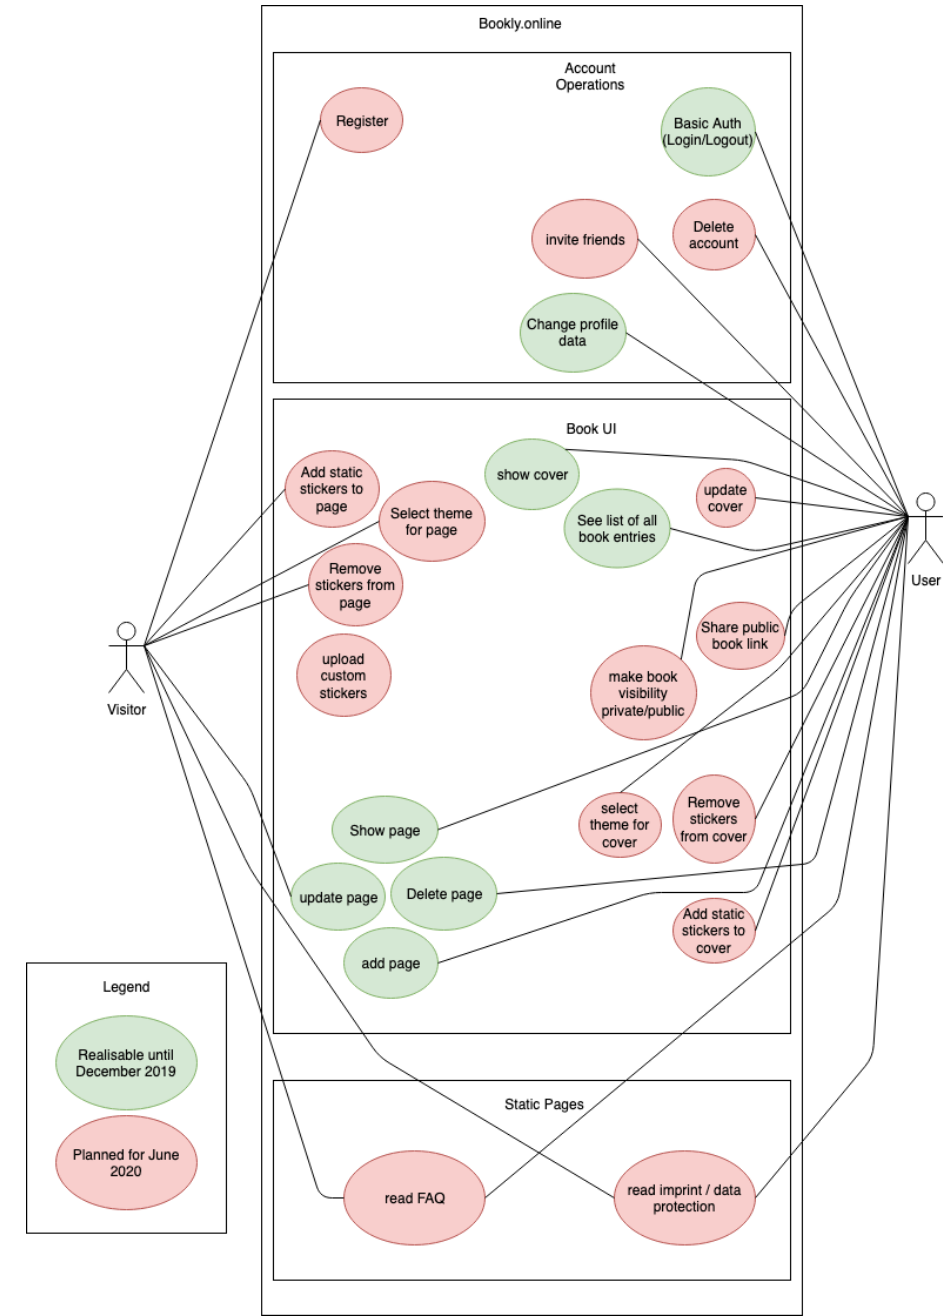 Bookly.online
Account
Operations
Register
Basic Auth
(Login/Logout)
invite friends
Delete
account
Change profile
data
Book UI
Add static
stickers to
page
show cover
update
cover
Select theme
for page
See list of all
book entries
Remove
stickers from
page
User
Share public
book link
upload
custom
stickers
make book
visibility
private/public
Visitor
Show page
select
theme for
cover
Remove
stickers
from cover
update page
Delete page
Add static
stickers to
cover
add page
Legend
Realisable until
December 2019
Planned for June
2020
Static Pages
read FAQ
read imprint / data
protection